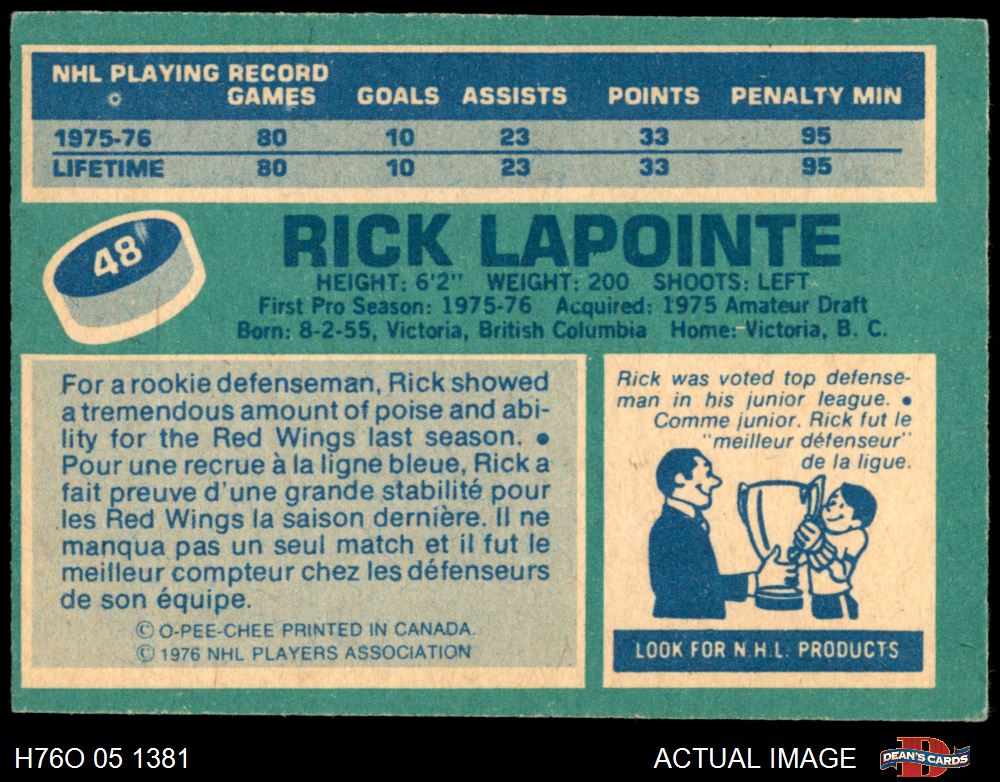 NHL PLAYING RECORD
GAMES GOALS ASSISTS POINTS PENALTY MIN
1975-76 80 10 23 33 95
LIFETIME 80 10 23 33 95
48
RICK LAPOINTE
HEIGHT: 6'2" WEIGHT: 200 SHOOTS: LEFT
First Pro Season: 1975-76 Acquired: 1975 Amateur Draft
Born: 8-2-55, Victoria, British Columbia Home: Victoria, B. C.
For a rookie defenseman, Rick showed
a tremendous amount of poise and abi-
lity for the Red Wings last season. •
Pour une recrue à la ligne bleue, Rick a
fait preuve d'une grande stabilité pour
les Red Wings la saison dernière. Il ne
manqua pas un seul match et il fut le
meilleur compteur chez les défenseurs
de son équipe.
© O-PEE-CHEE PRINTED IN CANADA.
© 1976 NHL PLAYERS ASSOCIATION
Rick was voted top defense-
man in his junior league. •
Comme junior. Rick fut le
"meilleur défenseur"
de la ligue.
LOOK FOR N.H.L. PRODUCTS
H76O 05 1381
ACTUAL IMAGE
DEAN'S CARDS